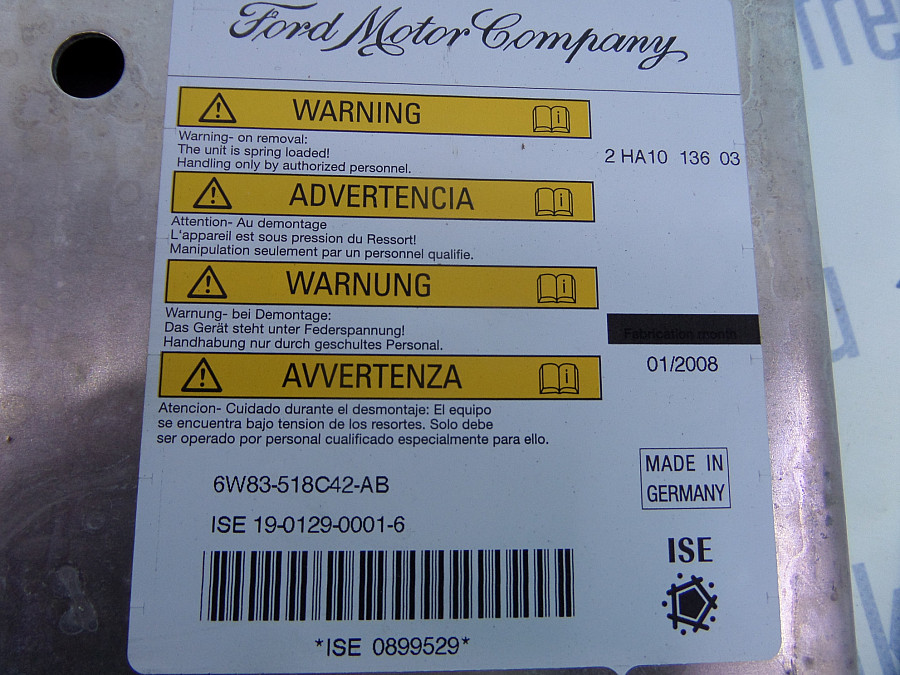 Ford Motor Company
WARNING
Warning- on removal:
The unit is spring loaded!
Handling only by authorized personnel.
2 HA10 136 03
ADVERTENCIA
Attention- Au demontage
L'appareil est sous pression du Ressort!
Manipulation seulement par un personnel qualifie.
WARNUNG
Warnung- bei Demontage:
Das Gerät steht unter Federspannung!
Handhabung nur durch geschultes Personal.
Fabrication month
01/2008
AVVERTENZA
Atencion- Cuidado durante el desmontaje: El equipo
se encuentra bajo tension de los resortes. Solo debe
ser operado por personal cualificado especialmente para ello.
6W83-518C42-AB
ISE 19-0129-0001-6
MADE IN
GERMANY
ISE
*ISE 0899529*